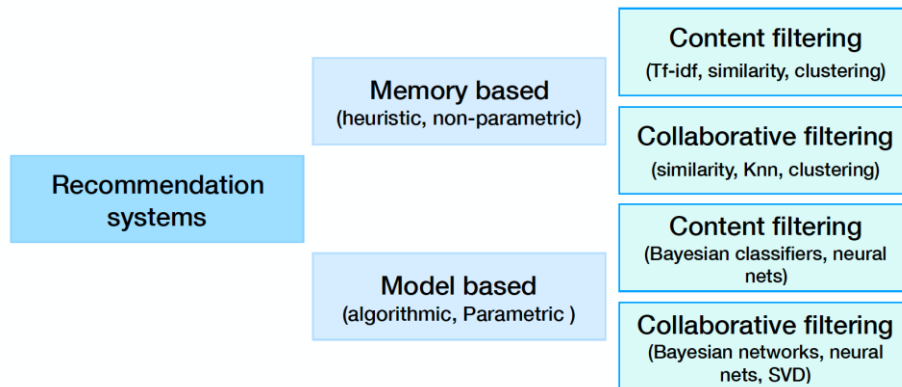 Recommendation
systems
Memory based
(heuristic, non-parametric)
Content filtering
(Tf-idf, similarity, clustering)
Collaborative filtering
(similarity, Knn, clustering)
Model based
(algorithmic, Parametric )
Content filtering
(Bayesian classifiers, neural
nets)
Collaborative filtering
(Bayesian networks, neural
nets, SVD)